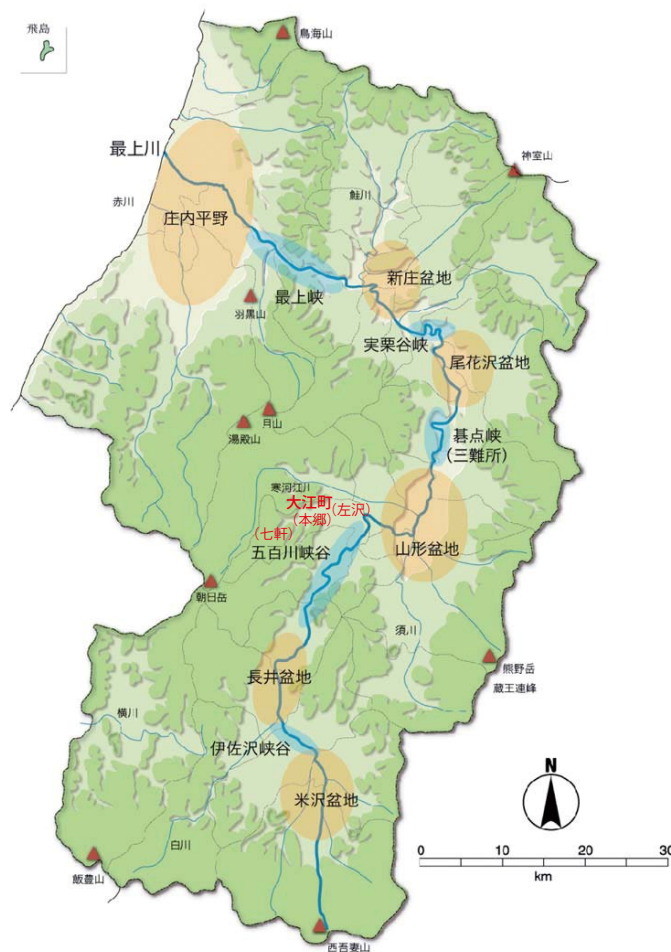 飛島
鳥海山
最上川
神室山
鮭川
赤川
庄内平野
新庄盆地
最上峡
羽黒山
実栗谷峡
尾花沢盆地
月山
湯殿山
碁点峡
(三難所)
寒河江川
大江町
(左沢)
(本郷)
(七軒)
五百川峡谷
山形盆地
朝日岳
須川
熊野岳
長井盆地
蔵王連峰
横川
伊佐沢峡谷
米沢盆地
N
白川
飯豊山
0 10 20 30
km
西吾妻山